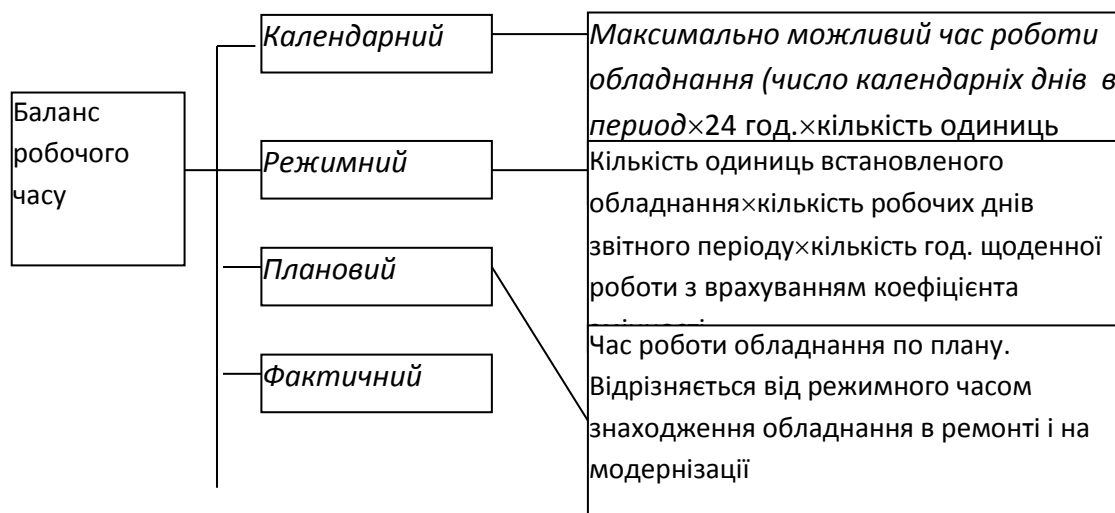 Баланс
робочого
часу
Календарний
Режимний
Плановий
Фактичний
Максимально можливий час роботи
обладнання (число календарніх днів в
период×24 год.×кількість одиниць
Кількість одиниць встановленого
обладнання×кількість робочих днів
звітного періоду×кількість год. щоденної
роботи з врахуванням коефіцієнта
Час роботи обладнання по плану.
Відрізняється від режимного часом
знаходження обладнання в ремонті і на
модернізації